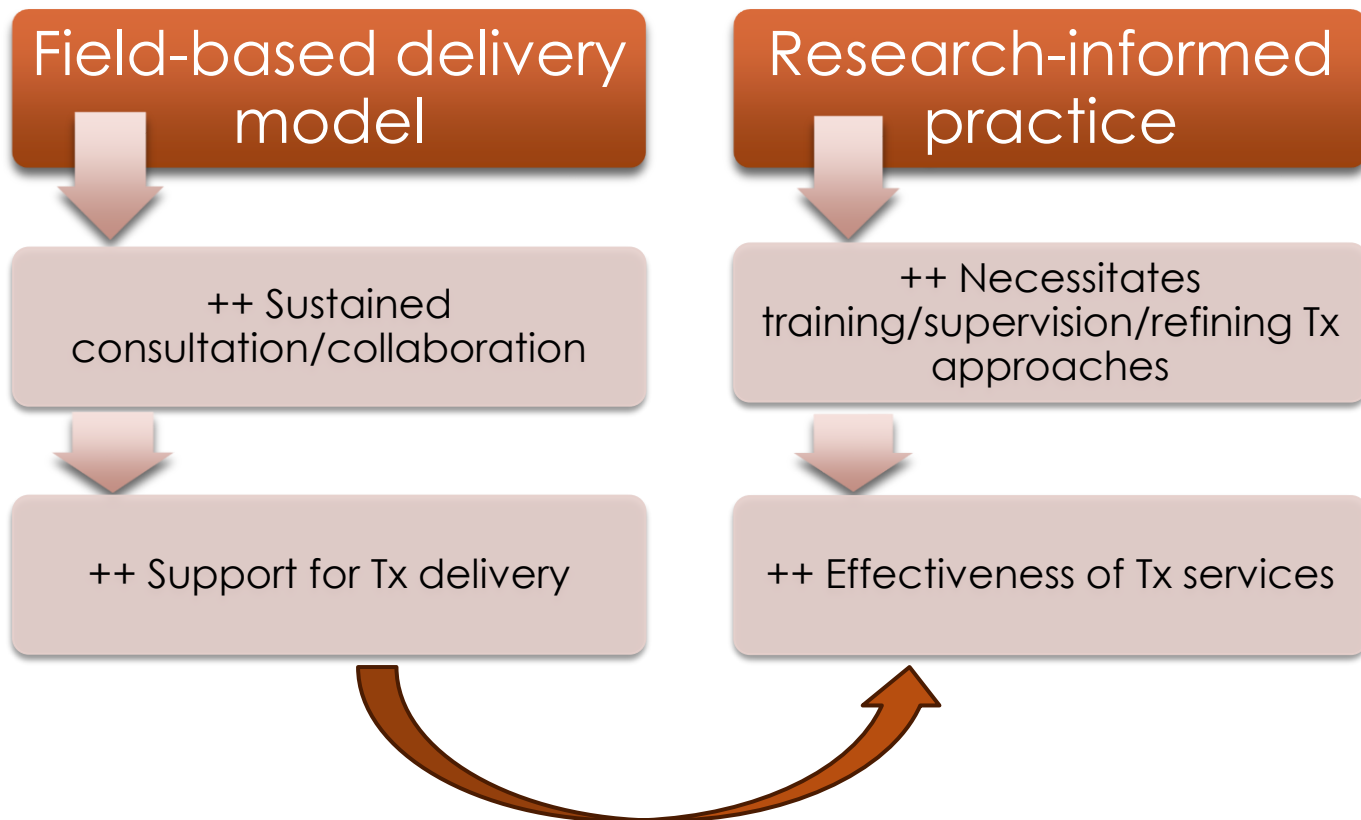 Field-based delivery
model
++ Sustained
consultation/collaboration
++ Support for Tx delivery
Research-informed
practice
++ Necessitates
training/supervision/refining Tx
approaches
++ Effectiveness of Tx services